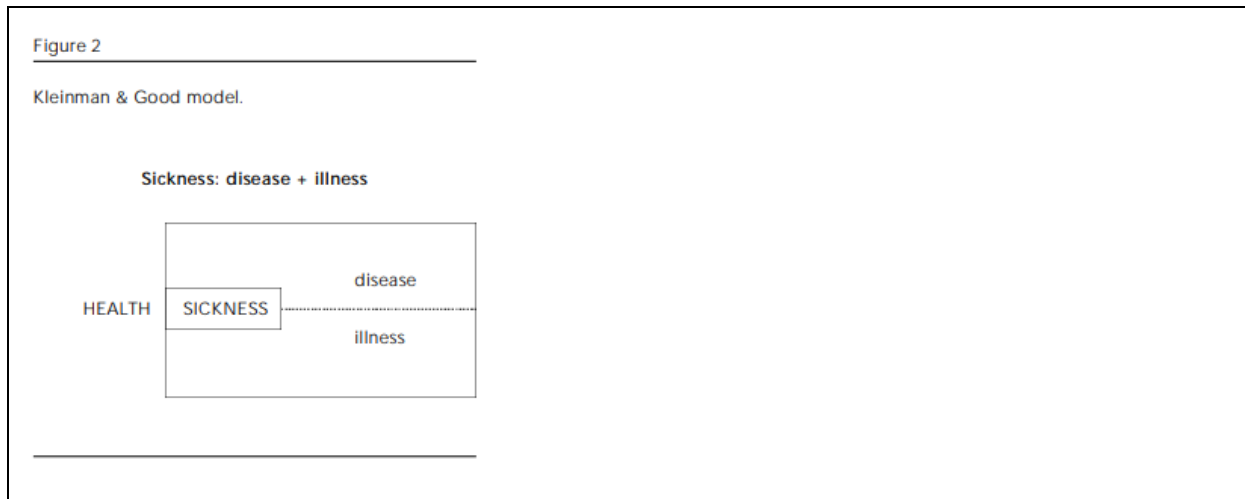 Figure 2
Kleinman & Good model.
Sickness: disease + illness
disease
HEALTH SICKNESS
illness